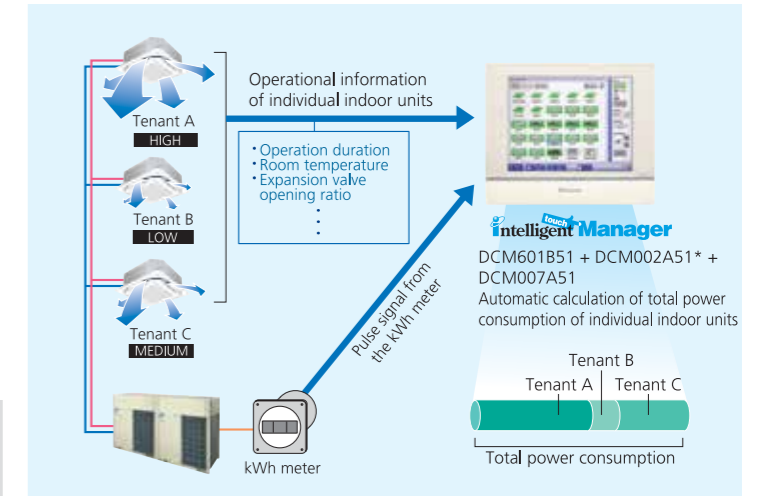 Tenant A
HIGH
Tenant B
LOW
Tenant C
MEDIUM
Operational information
of individual indoor units
・Operation duration
・Room temperature
・Expansion valve
opening ratio
・
・
・
Pulse signal from
the kWh meter
kWh meter
intelligent touch Manager
DCM601B51 + DCM002A51* +
DCM007A51
Automatic calculation of total power
consumption of individual indoor units
Tenant B
Tenant A
Tenant C
Total power consumption